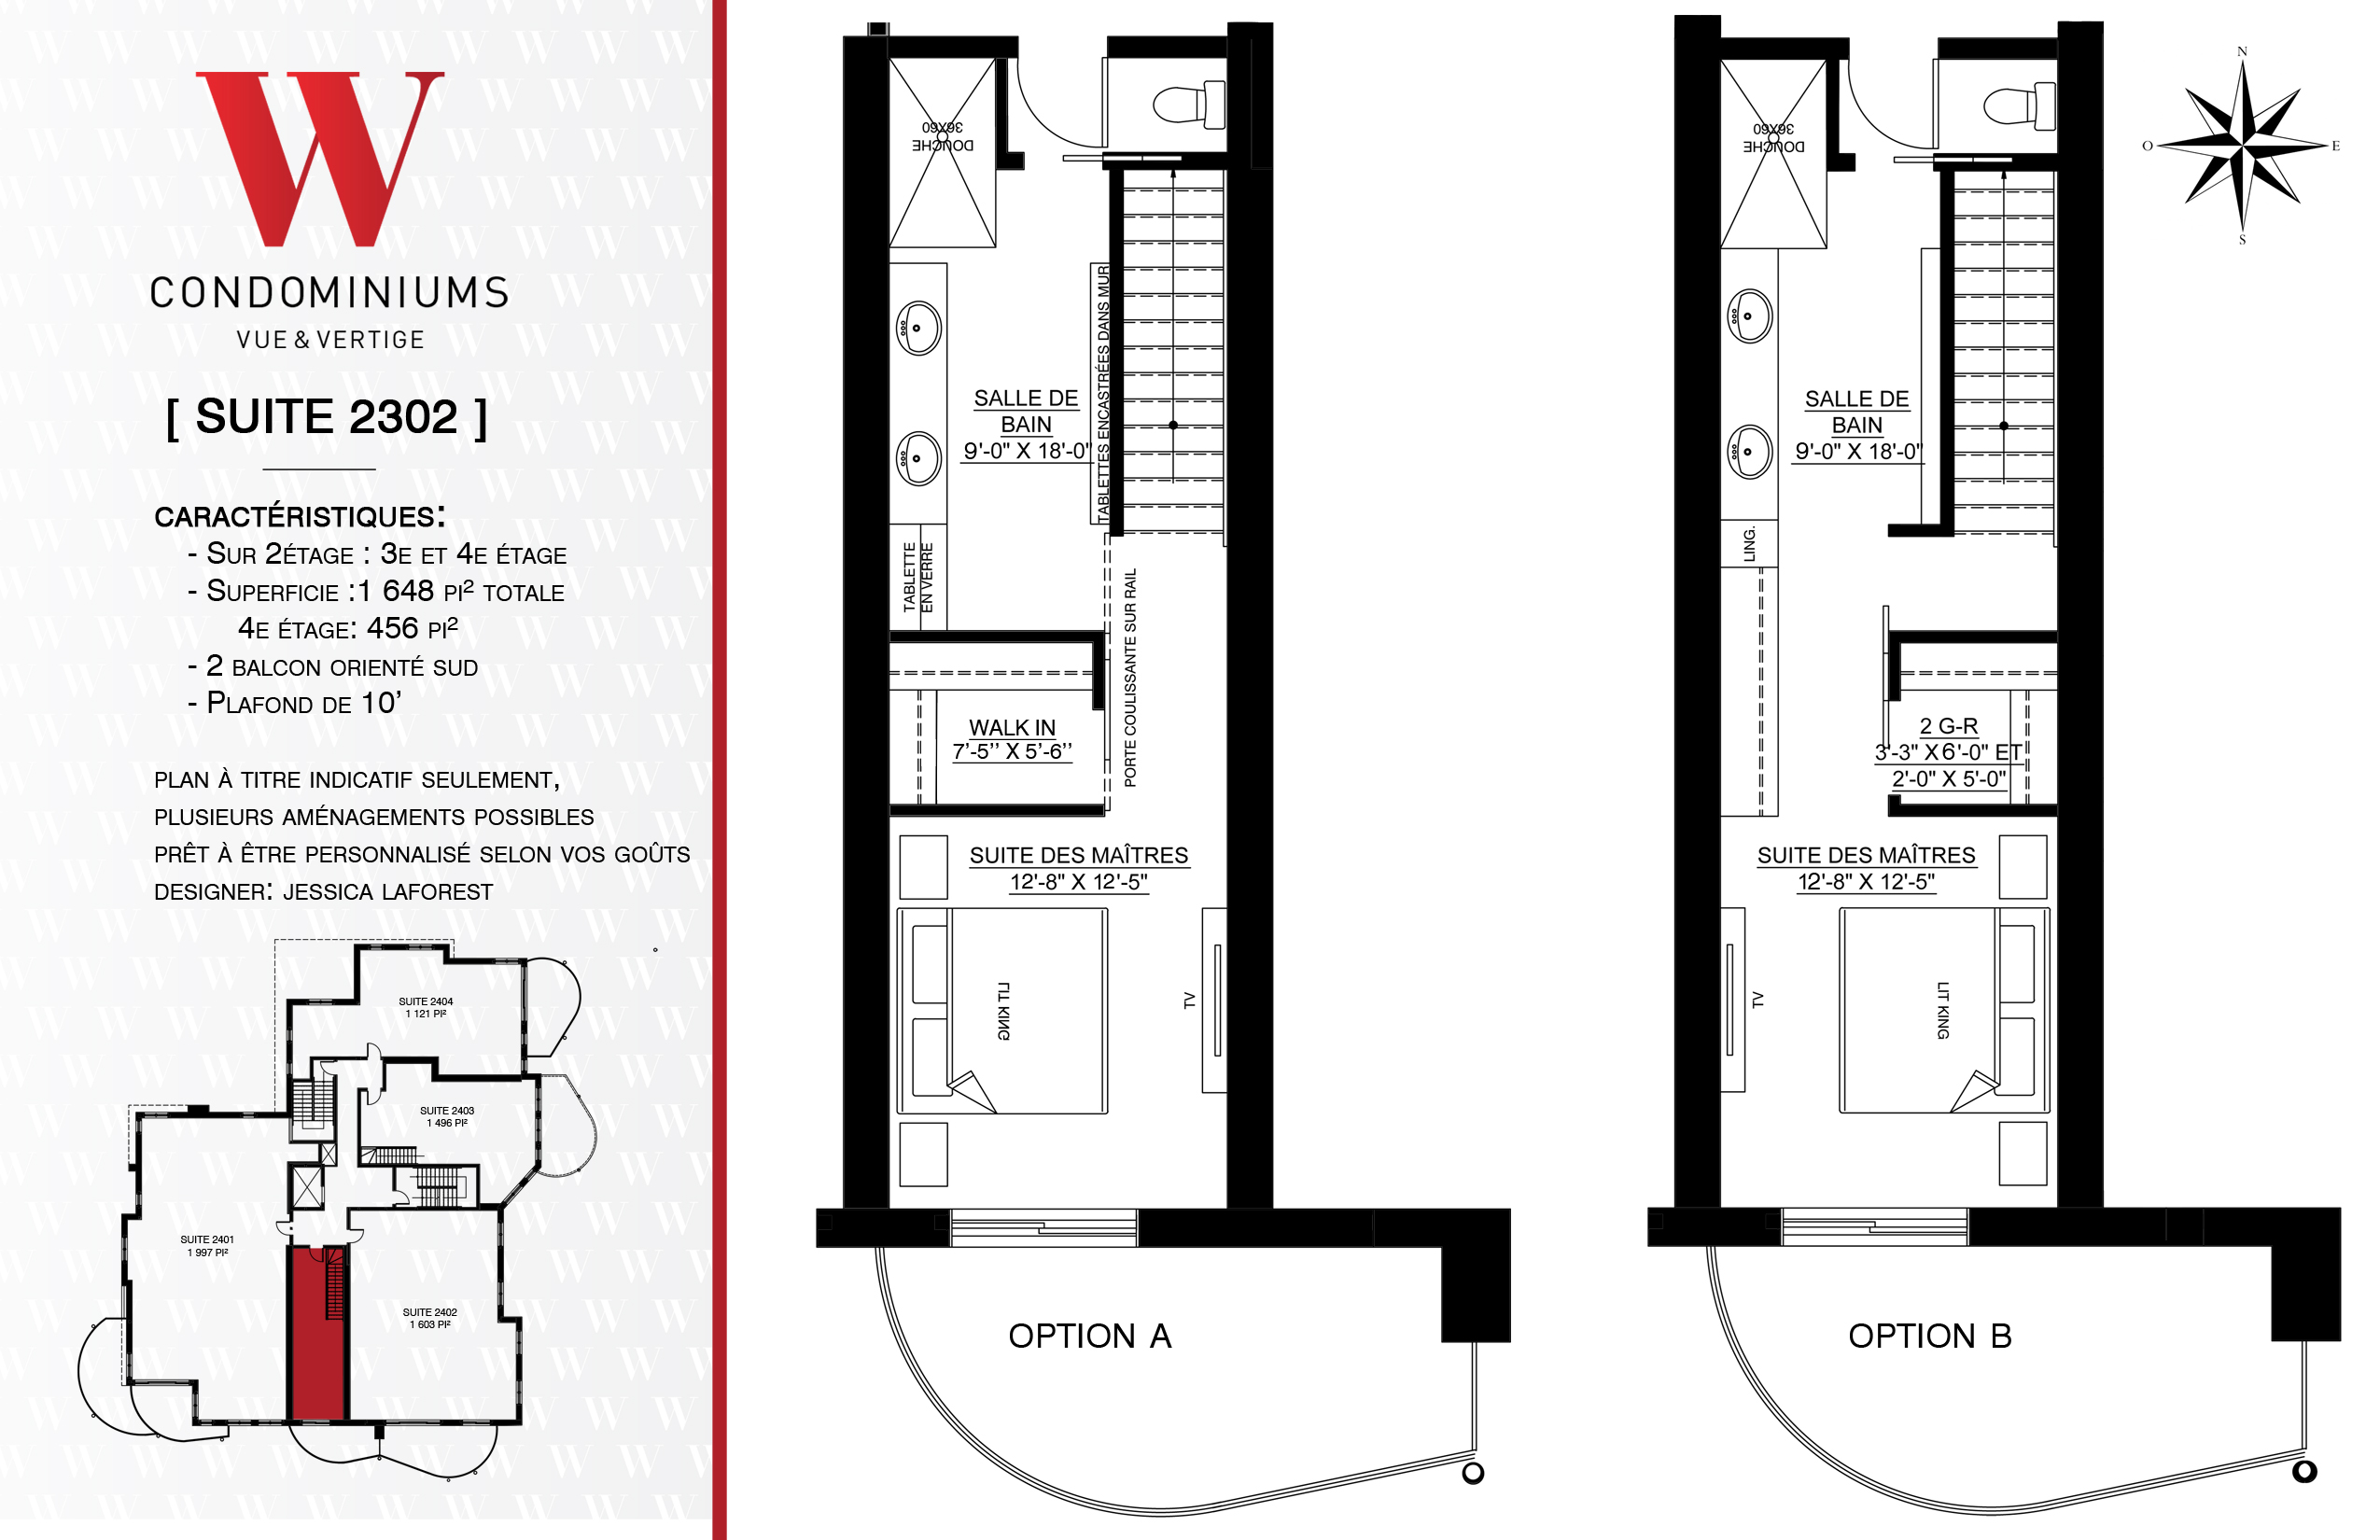 W
CONDOMINIUMS
VUE & VERTIGE
[ SUITE 2302 ]
CARACTÉRISTIQUES:
- SUR 2ÉTAGE : 3E ET 4E ÉTAGE
- SUPERFICIE :1 648 PI² TOTALE
4E ÉTAGE: 456 PI²
- 2 BALCON ORIENTÉ SUD
- PLAFOND DE 10’
PLAN À TITRE INDICATIF SEULEMENT,
PLUSIEURS AMÉNAGEMENTS POSSIBLES
PRÊT À ÊTRE PERSONNALISÉ SELON VOS GOÛTS
DESIGNER: JESSICA LAFOREST
SUITE 2404
1 121 PI²
SUITE 2403
1 496 PI²
SUITE 2401
1 997 PI²
SUITE 2402
1 603 PI²
DOUCHE
36X60
SALLE DE
BAIN
9'-0" X 18'-0"
TABLETTES ENCASTRÉES DANS MUR
TABLETTE
EN VERRE
PORTE COULISSANTE SUR RAIL
WALK IN
7’-5’’ X 5’-6’’
SUITE DES MAÎTRES
12'-8" X 12'-5"
LIT KING
TV
OPTION A
DOUCHE
36X60
SALLE DE
BAIN
9'-0" X 18'-0"
LING.
2 G-R
3'-3" X 6'-0" ET
2'-0" X 5'-0"
SUITE DES MAÎTRES
12'-8" X 12'-5"
TV
LIT KING
OPTION B
N
O
E
S